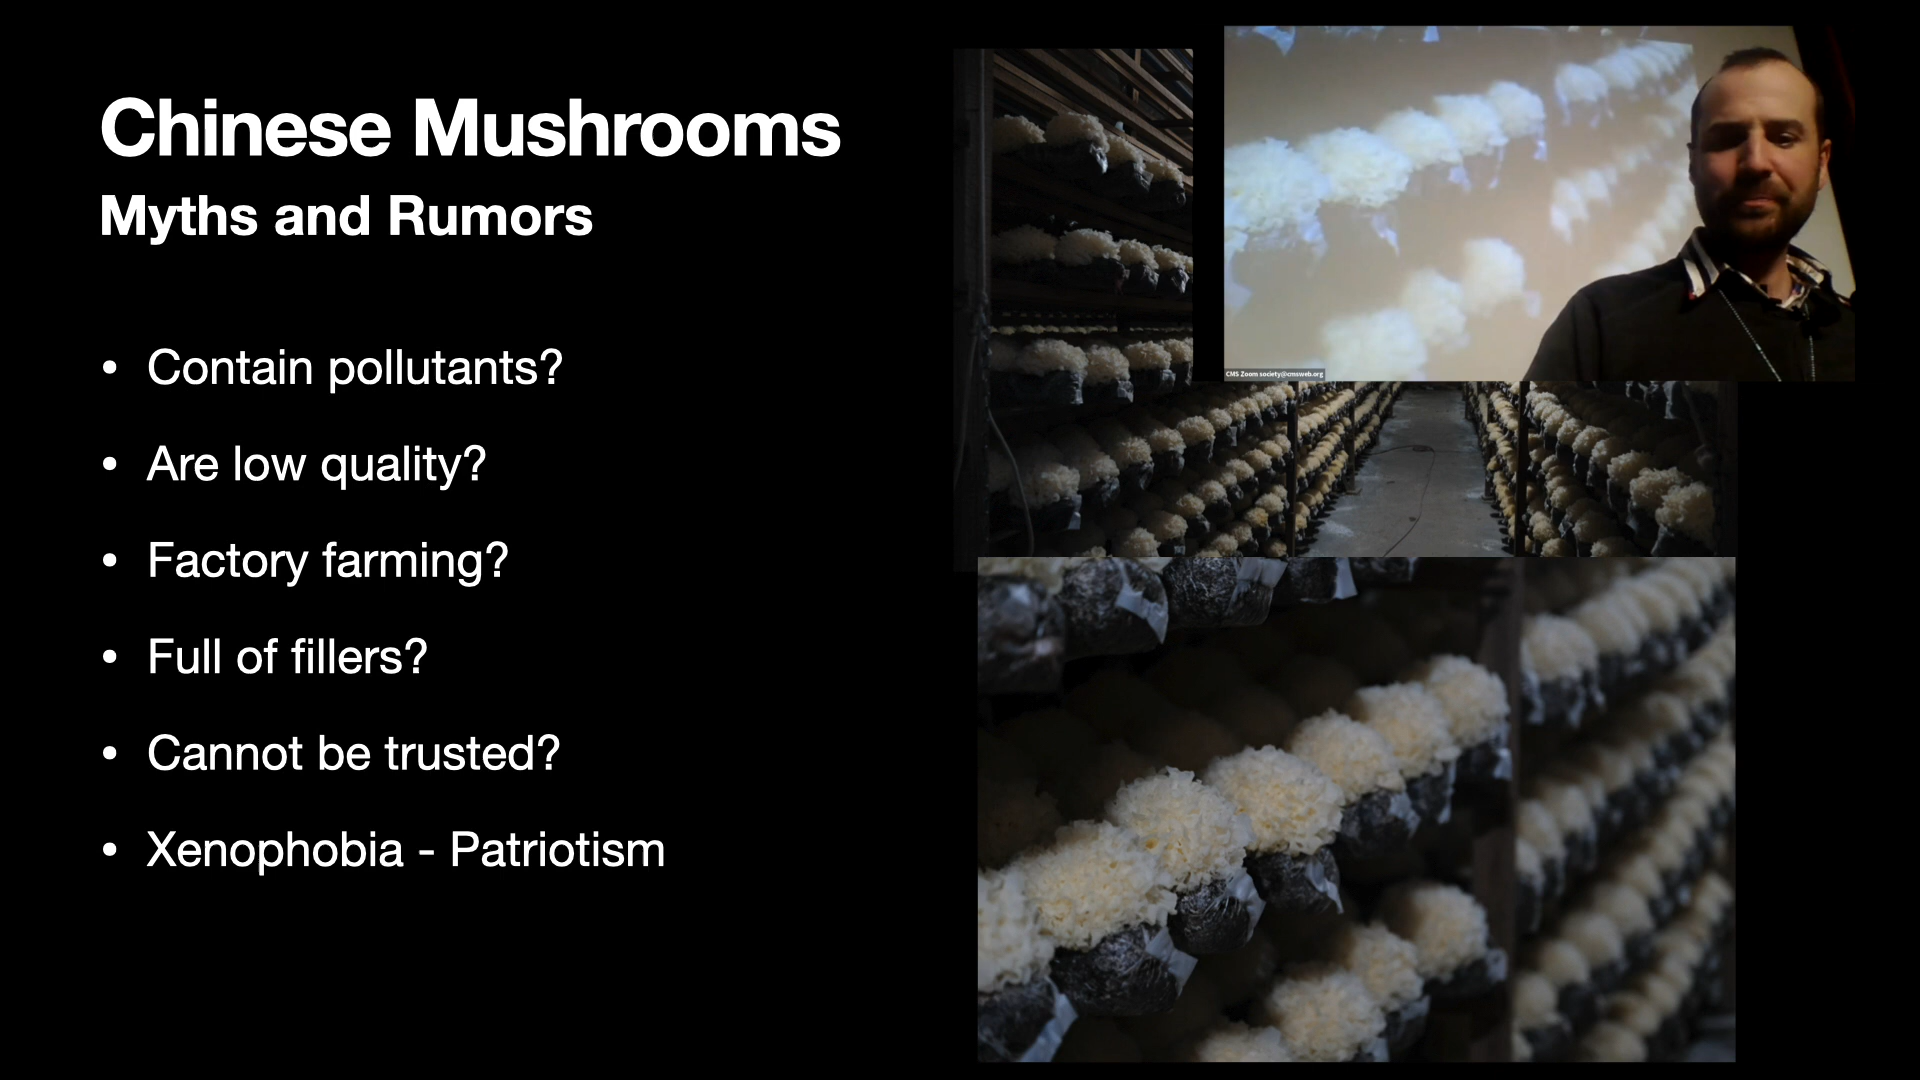 Chinese Mushrooms
Myths and Rumors
• Contain pollutants?
• Are low quality?
• Factory farming?
• Full of fillers?
• Cannot be trusted?
• Xenophobia - Patriotism
CMS Zoom society@cmsweb.org